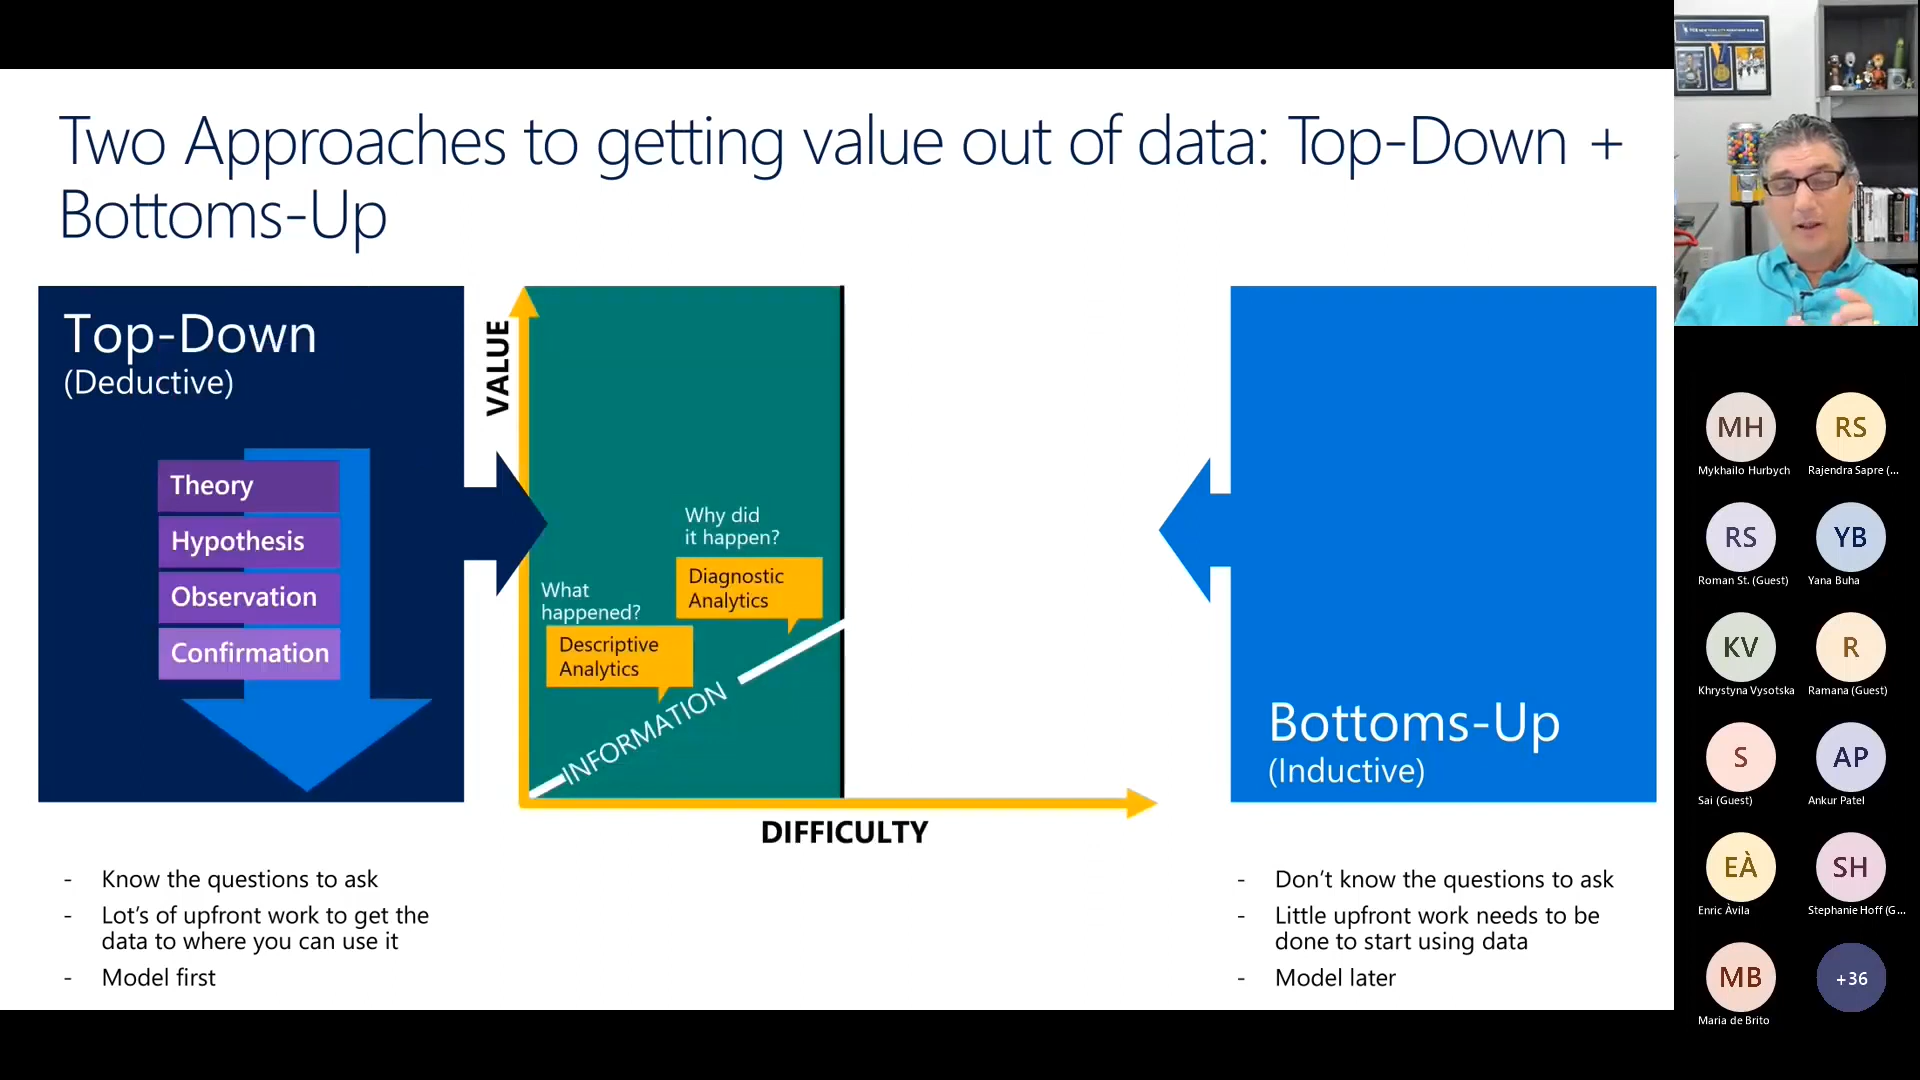 Two Approaches to getting value out of data: Top-Down +
Bottoms-Up
Top-Down
(Deductive)
Theory
Hypothesis
Observation
Confirmation
VALUE
Why did
it happen?
Diagnostic
Analytics
What
happened?
Descriptive
Analytics
INFORMATION
DIFFICULTY
Bottoms-Up
(Inductive)
- Know the questions to ask
- Lot's of upfront work to get the
data to where you can use it
- Model first
- Don't know the questions to ask
- Little upfront work needs to be
done to start using data
- Model later
MH
Mykhailo Hurbych
RS
Rajendra Sapre (...
RS
Roman St. (Guest)
YB
Yana Buha
KV
Khrystyna Vysotska
R
Ramana (Guest)
S
Sai (Guest)
AP
Ankur Patel
EÀ
Enric Àvila
SH
Stephanie Hoff (G...
MB
Maria de Brito
+36